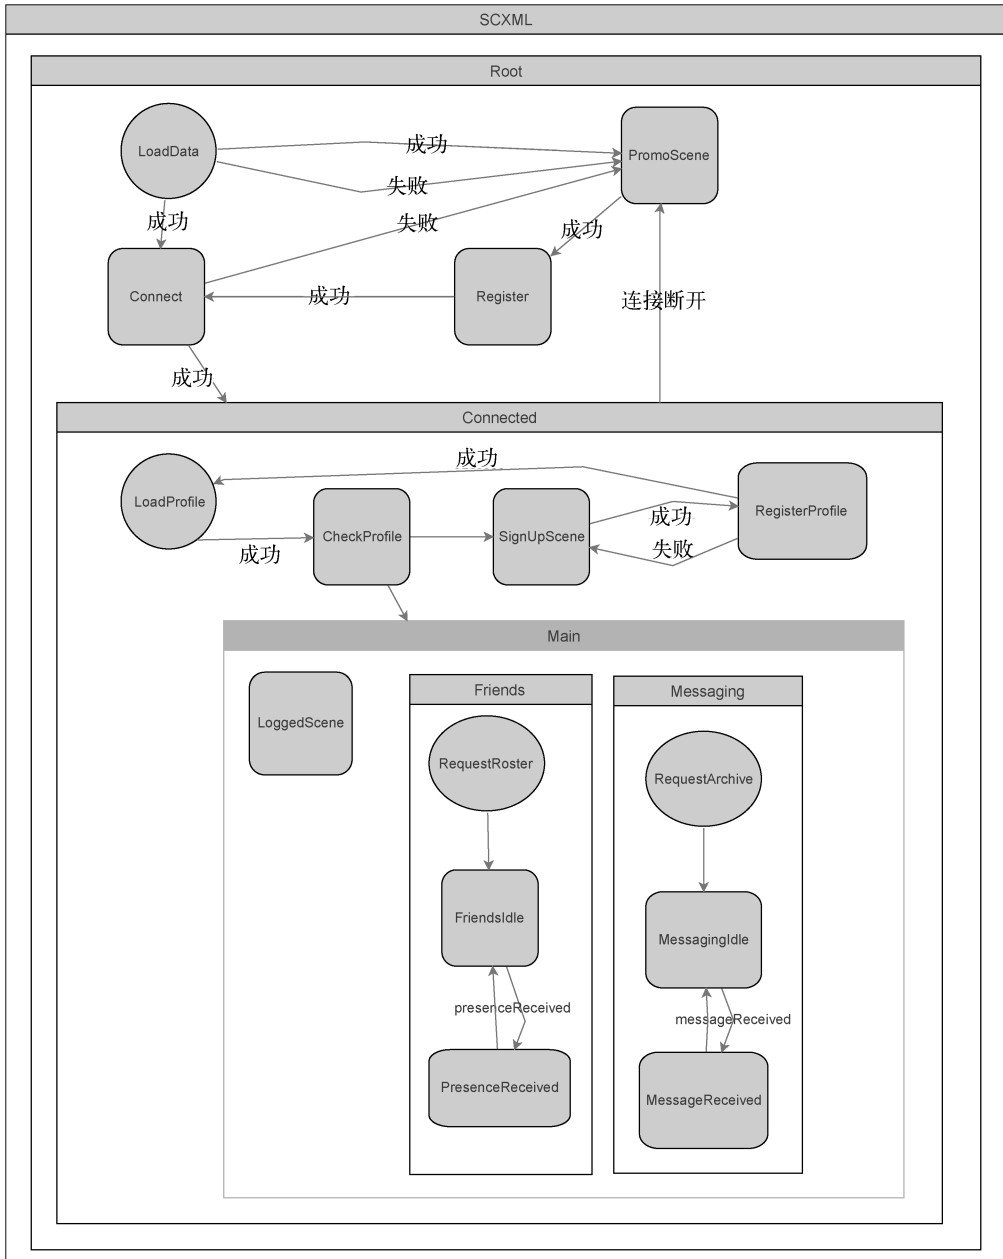 SCXML
Root
LoadData
成功
PromoScene
失败
成功
失败
成功
Connect
成功
Register
连接断开
成功
Connected
成功
LoadProfile
成功
CheckProfile
SignUpScene
成功
失败
RegisterProfile
Main
LoggedScene
Friends
RequestRoster
FriendsIdle
presenceReceived
PresenceReceived
Messaging
RequestArchive
MessagingIdle
messageReceived
MessageReceived